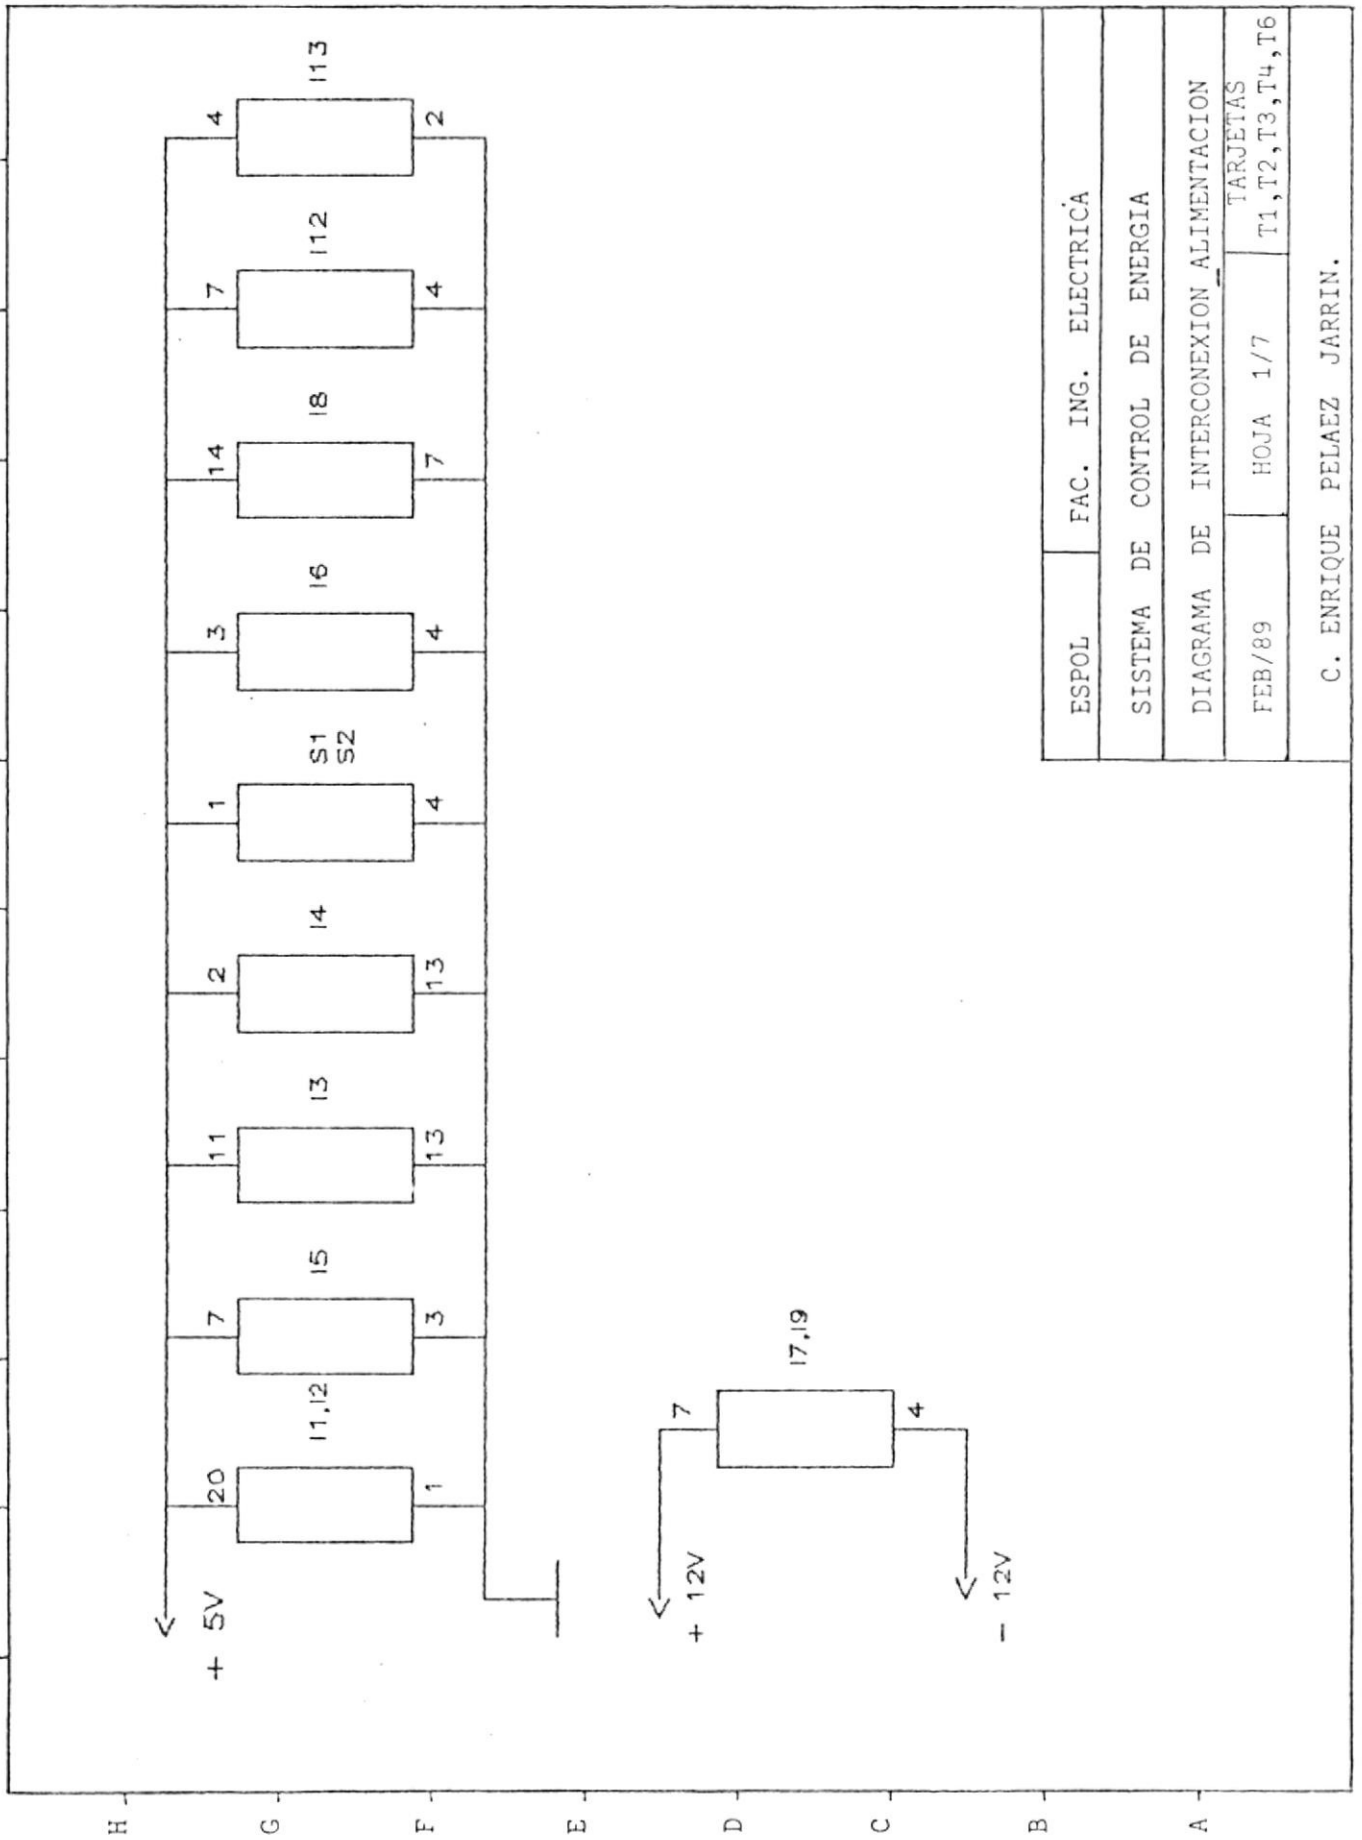 + 5V
20
I1,I2
1
7
I5
3
11
I3
13
2
I4
13
1
S1
S2
4
3
I6
4
14
I8
7
7
I12
4
4
I13
2
+ 12V
7
I7,I9
4
- 12V
ESPOL FAC. ING. ELECTRICA
SISTEMA DE CONTROL DE ENERGIA
DIAGRAMA DE INTERCONEXION_ALIMENTACION
FEB/89 HOJA 1/7 TARJETAS
T1,T2,T3,T4,T6
C. ENRIQUE PELAEZ JARRIN.
H
G
F
E
D
C
B
A